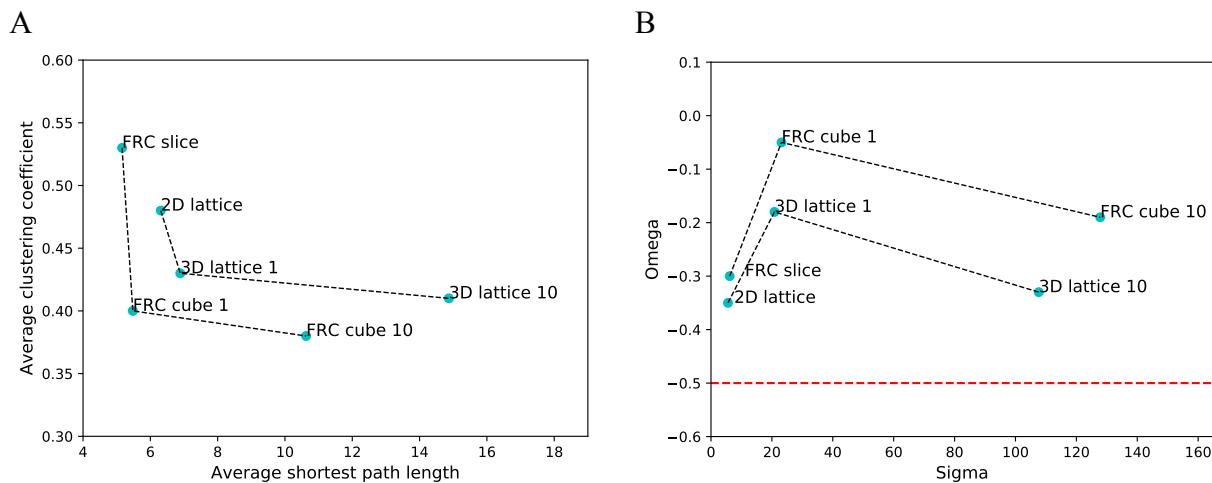 A
B
0.60
0.55
0.50
0.45
0.40
0.35
0.30
Average clustering coefficient
FRC slice
2D lattice
3D lattice 1
3D lattice 10
FRC cube 1
FRC cube 10
4 6 8 10 12 14 16 18
Average shortest path length
0.1
0.0
−0.1
−0.2
−0.3
−0.4
−0.5
−0.6
Omega
FRC cube 1
FRC cube 10
3D lattice 1
FRC slice
3D lattice 10
2D lattice
0 20 40 60 80 100 120 140 160
Sigma